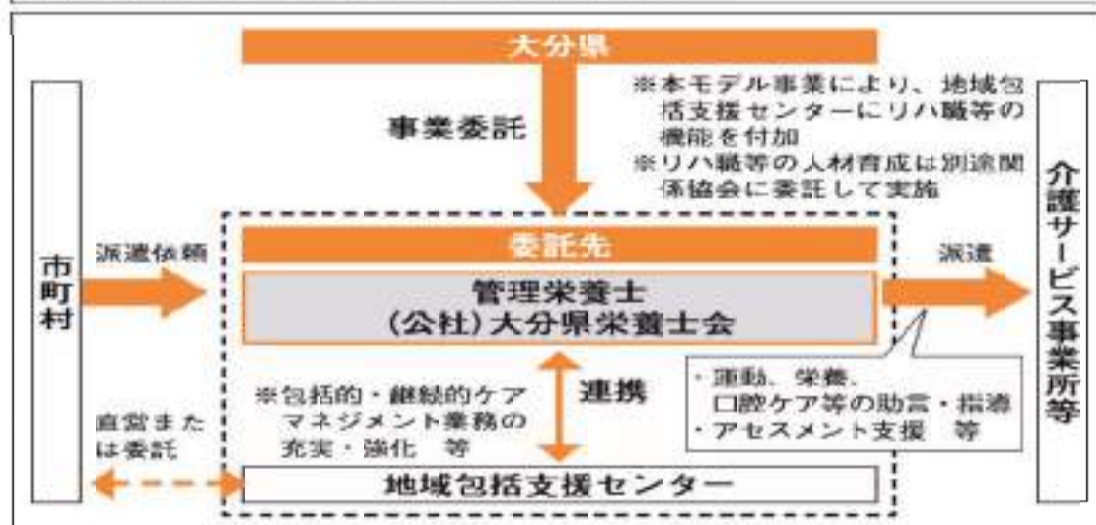 大分県
事業委託
※本モデル事業により、地域包
括支援センターにリハ職等の
機能を付加
※リハ職等の人材育成は別途関
係協会に委託して実施
市町村
派遣依頼
委託先
管理栄養士
(公社)大分県栄養士会
派遣
介護サービス事業所等
※包括的・継続的ケア
マネジメント業務の
充実・強化 等
連携
・運動、栄養、
口腔ケア等の助言・指導
・アセスメント支援 等
直営また
は委託
地域包括支援センター